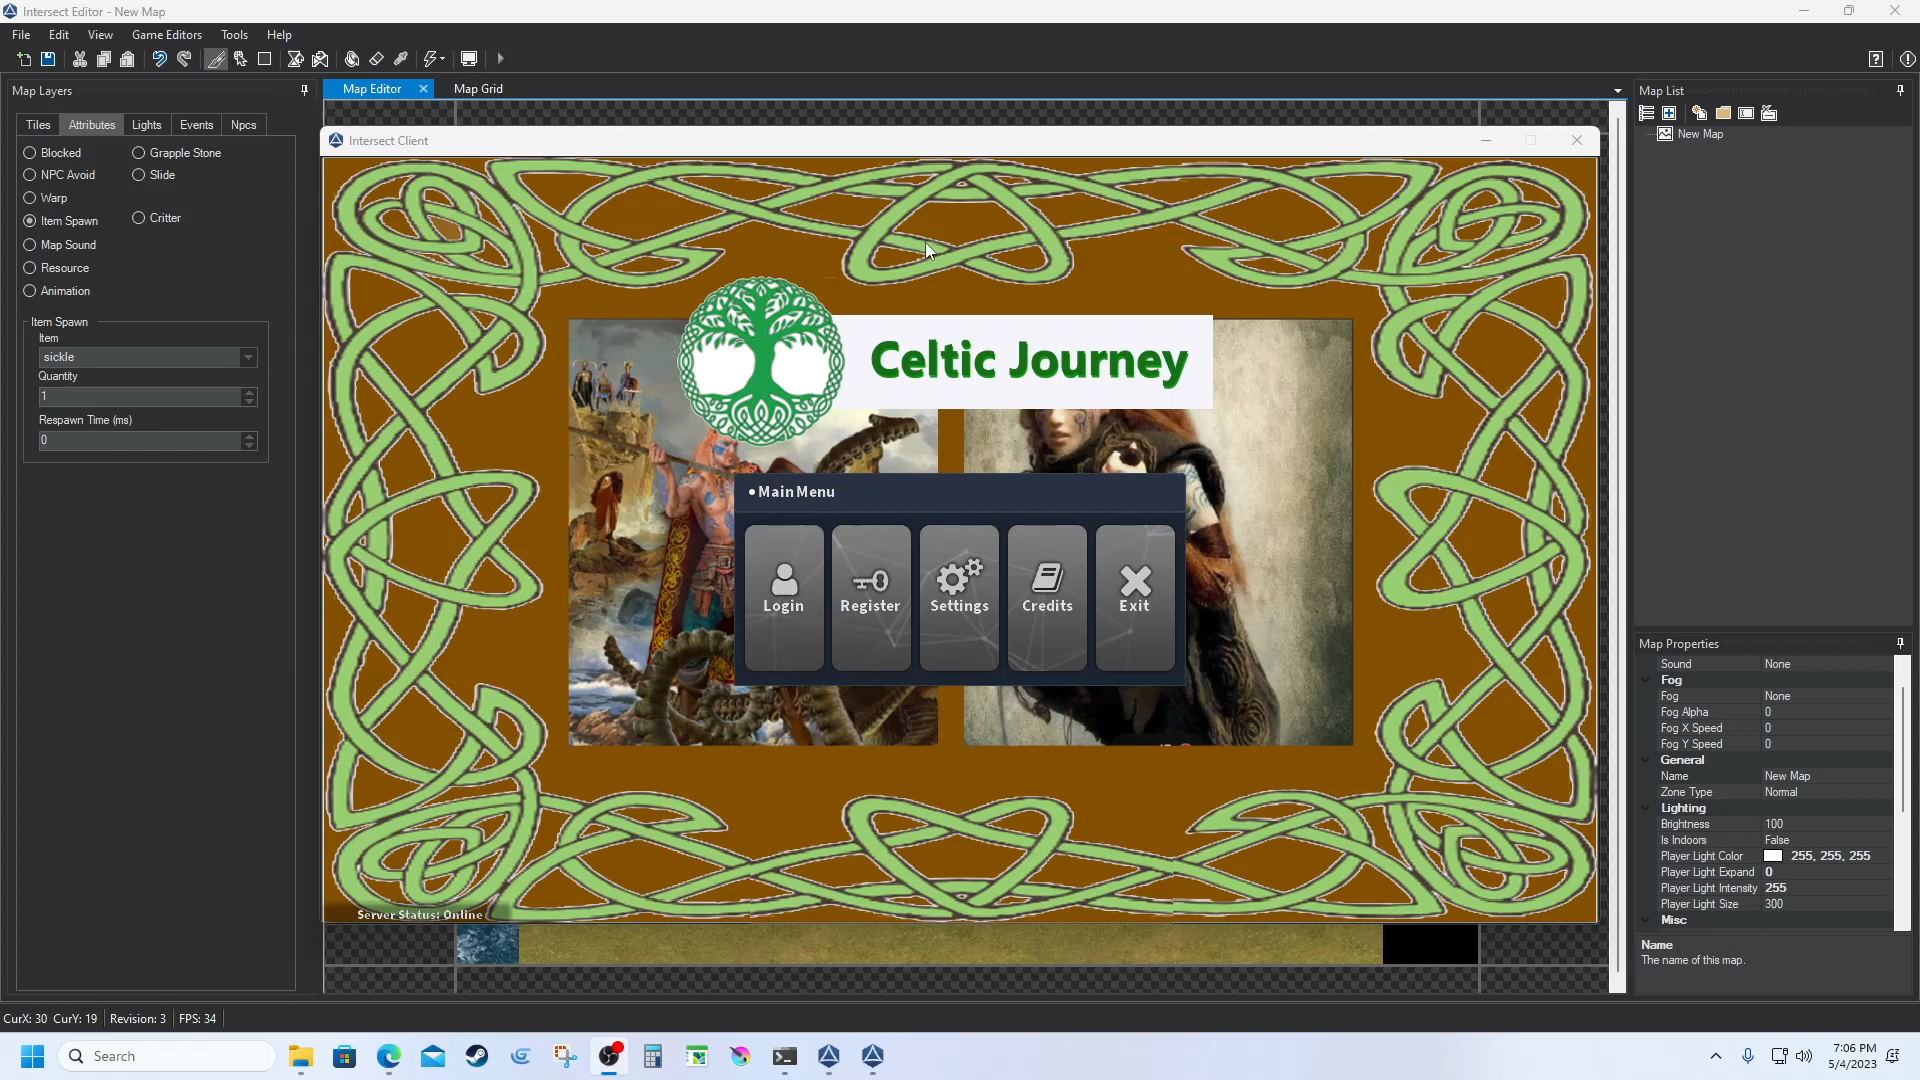 Intersect Editor - New Map
File Edit View Game Editors Tools Help
Map Layers
Map Editor Map Grid
Map List
Tiles Attributes Lights Events Npcs
New Map
Blocked Grapple Stone
NPC Avoid Slide
Warp
Item Spawn Critter
Map Sound
Resource
Animation
Item Spawn
Item
sickle
Quantity
1
Respawn Time (ms)
0
Intersect Client
Celtic Journey
Main Menu
Login Register Settings Credits Exit
Server Status: Online
Map Properties
Sound None
Fog
Fog None
Fog Alpha 0
Fog X Speed 0
Fog Y Speed 0
General
Name New Map
Zone Type Normal
Lighting
Brightness 100
Is Indoors False
Player Light Color 255, 255, 255
Player Light Expand 0
Player Light Intensity 255
Player Light Size 300
Misc
Name
The name of this map.
CurX: 30 CurY: 19 Revision: 3 FPS: 34
Search
7:06 PM
5/4/2023